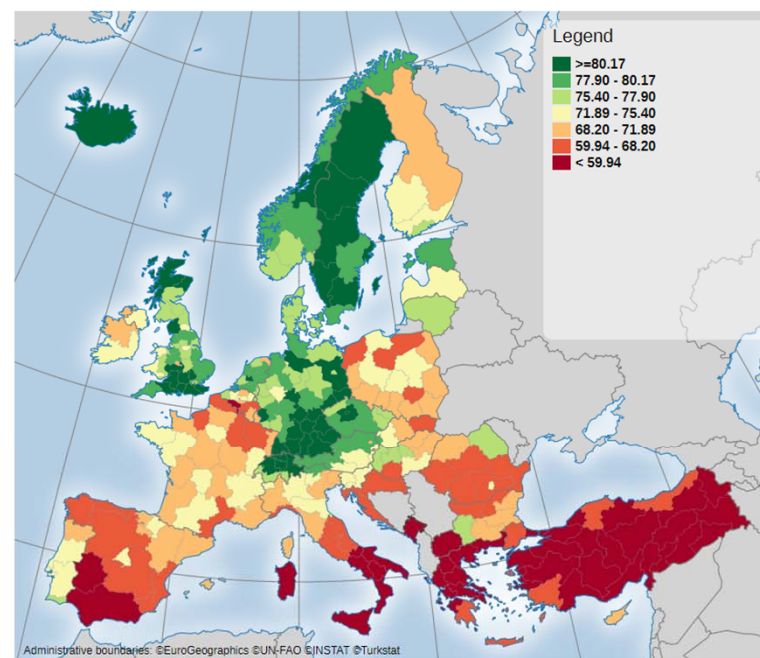 Legend
>=80.17
77.90 - 80.17
75.40 - 77.90
71.89 - 75.40
68.20 - 71.89
59.94 - 68.20
< 59.94
Administrative boundaries: ©EuroGeographics ©UN-FAO ©INSTAT ©Turkstat